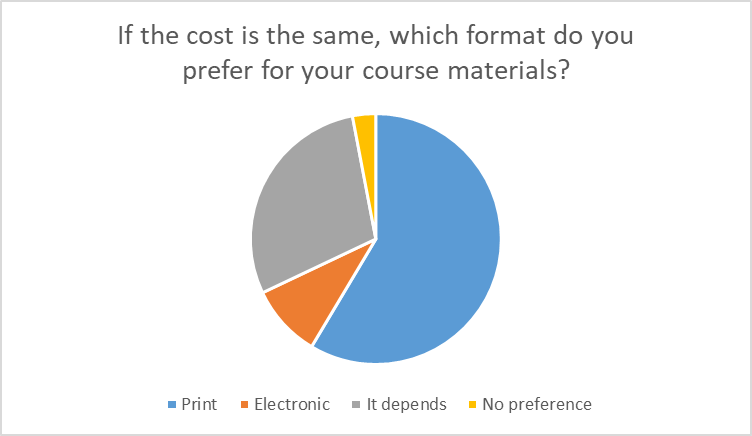 If the cost is the same, which format do you
prefer for your course materials?
Print Electronic It depends No preference